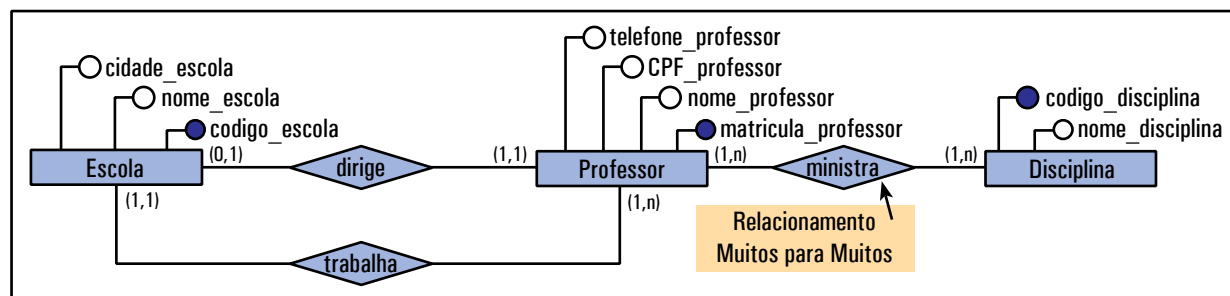 telefone_professor
cidade_escola
CPF_professor
nome_escola
nome_professor
codigo_disciplina
codigo_escola
matricula_professor
nome_disciplina
Escola
(0,1)
dirige
(1,1)
Professor
(1,n)
ministra
(1,n)
Disciplina
(1,1)
(1,n)
Relacionamento
Muitos para Muitos
trabalha